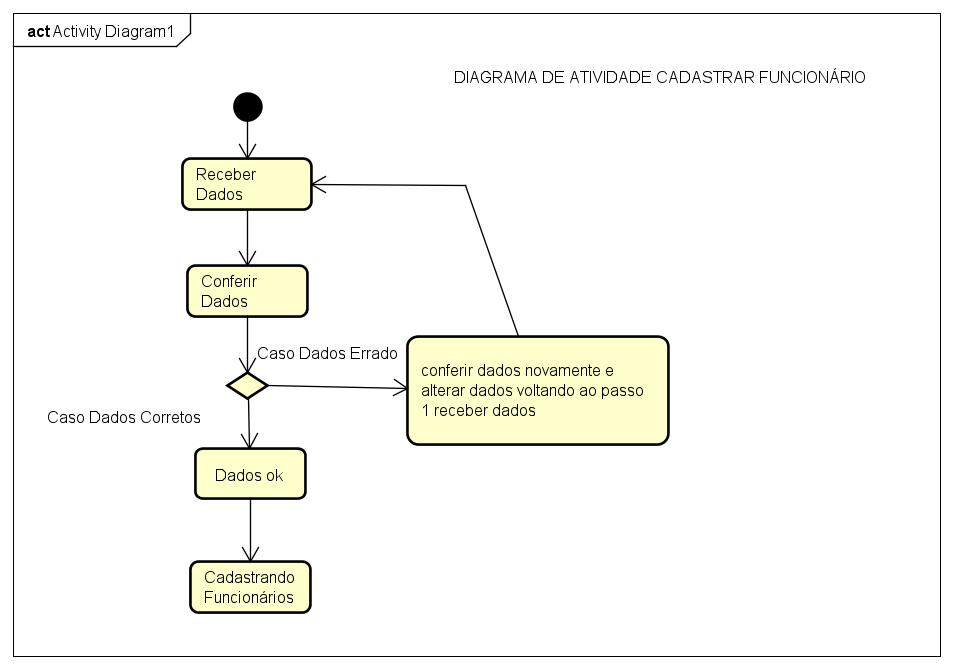 act Activity Diagram1
DIAGRAMA DE ATIVIDADE CADASTRAR FUNCIONÁRIO
Receber
Dados
Conferir
Dados
Caso Dados Errado
conferir dados novamente e
alterar dados voltando ao passo
1 receber dados
Caso Dados Corretos
Dados ok
Cadastrando
Funcionários